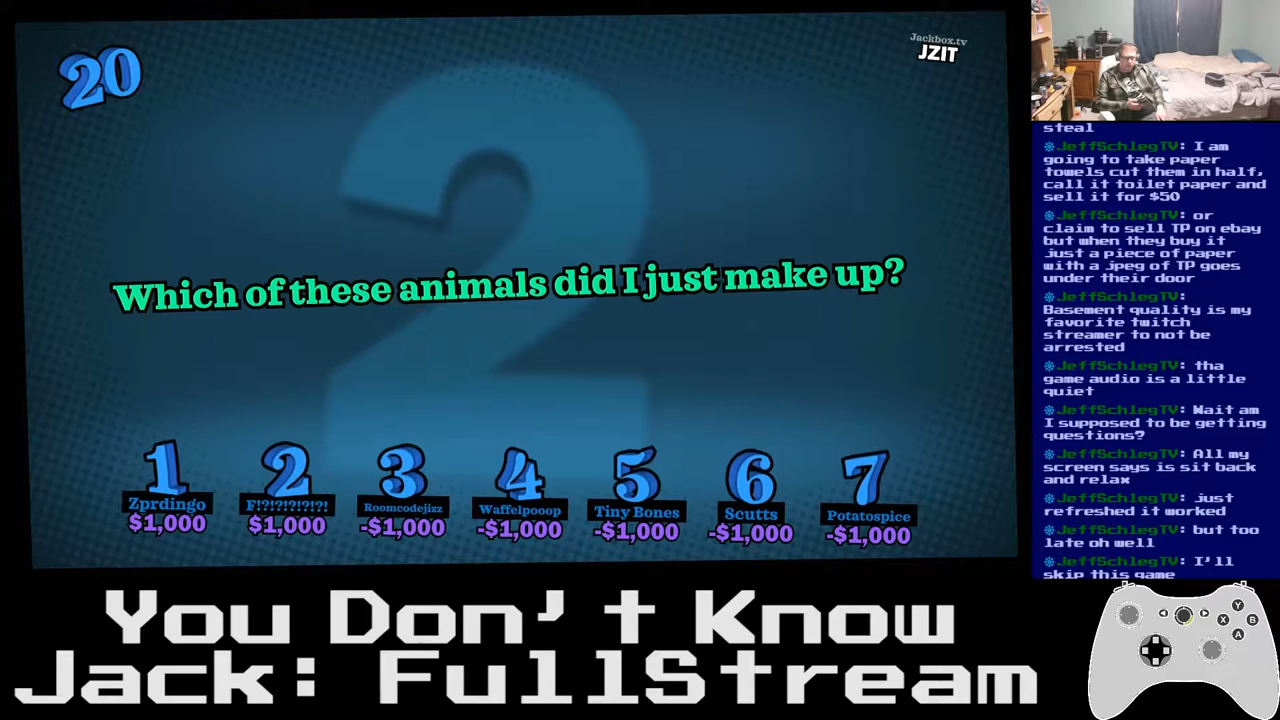 20
Jackbox.tv
JZIT
Which of these animals did I just make up?
1 2 3 4 5 6 7
Zprdingo F!?!?!?!?!?! Roomcodejizz Waffelpooop Tiny Bones Scutts Potatospice
$1,000 $1,000 -$1,000 -$1,000 -$1,000 -$1,000 -$1,000
steal
JeffSchlegTV: I am
going to take paper
towels cut them in half,
call it toilet paper and
sell it for $50
JeffSchlegTV: or
claim to sell TP on ebay
but when they buy it
just a piece of paper
with a jpeg of TP goes
under their door
JeffSchlegTV:
Basement quality is my
favorite twitch
streamer to not be
arrested
JeffSchlegTV: tha
game audio is a little
quiet
JeffSchlegTV: Wait am
I supposed to be getting
questions?
JeffSchlegTV: All my
screen says is sit back
and relax
JeffSchlegTV: just
refreshed it worked
JeffSchlegTV: but too
late oh well
JeffSchlegTV: I'll
skip this game
You Don't Know
Jack: FullStream
Y
X B
A